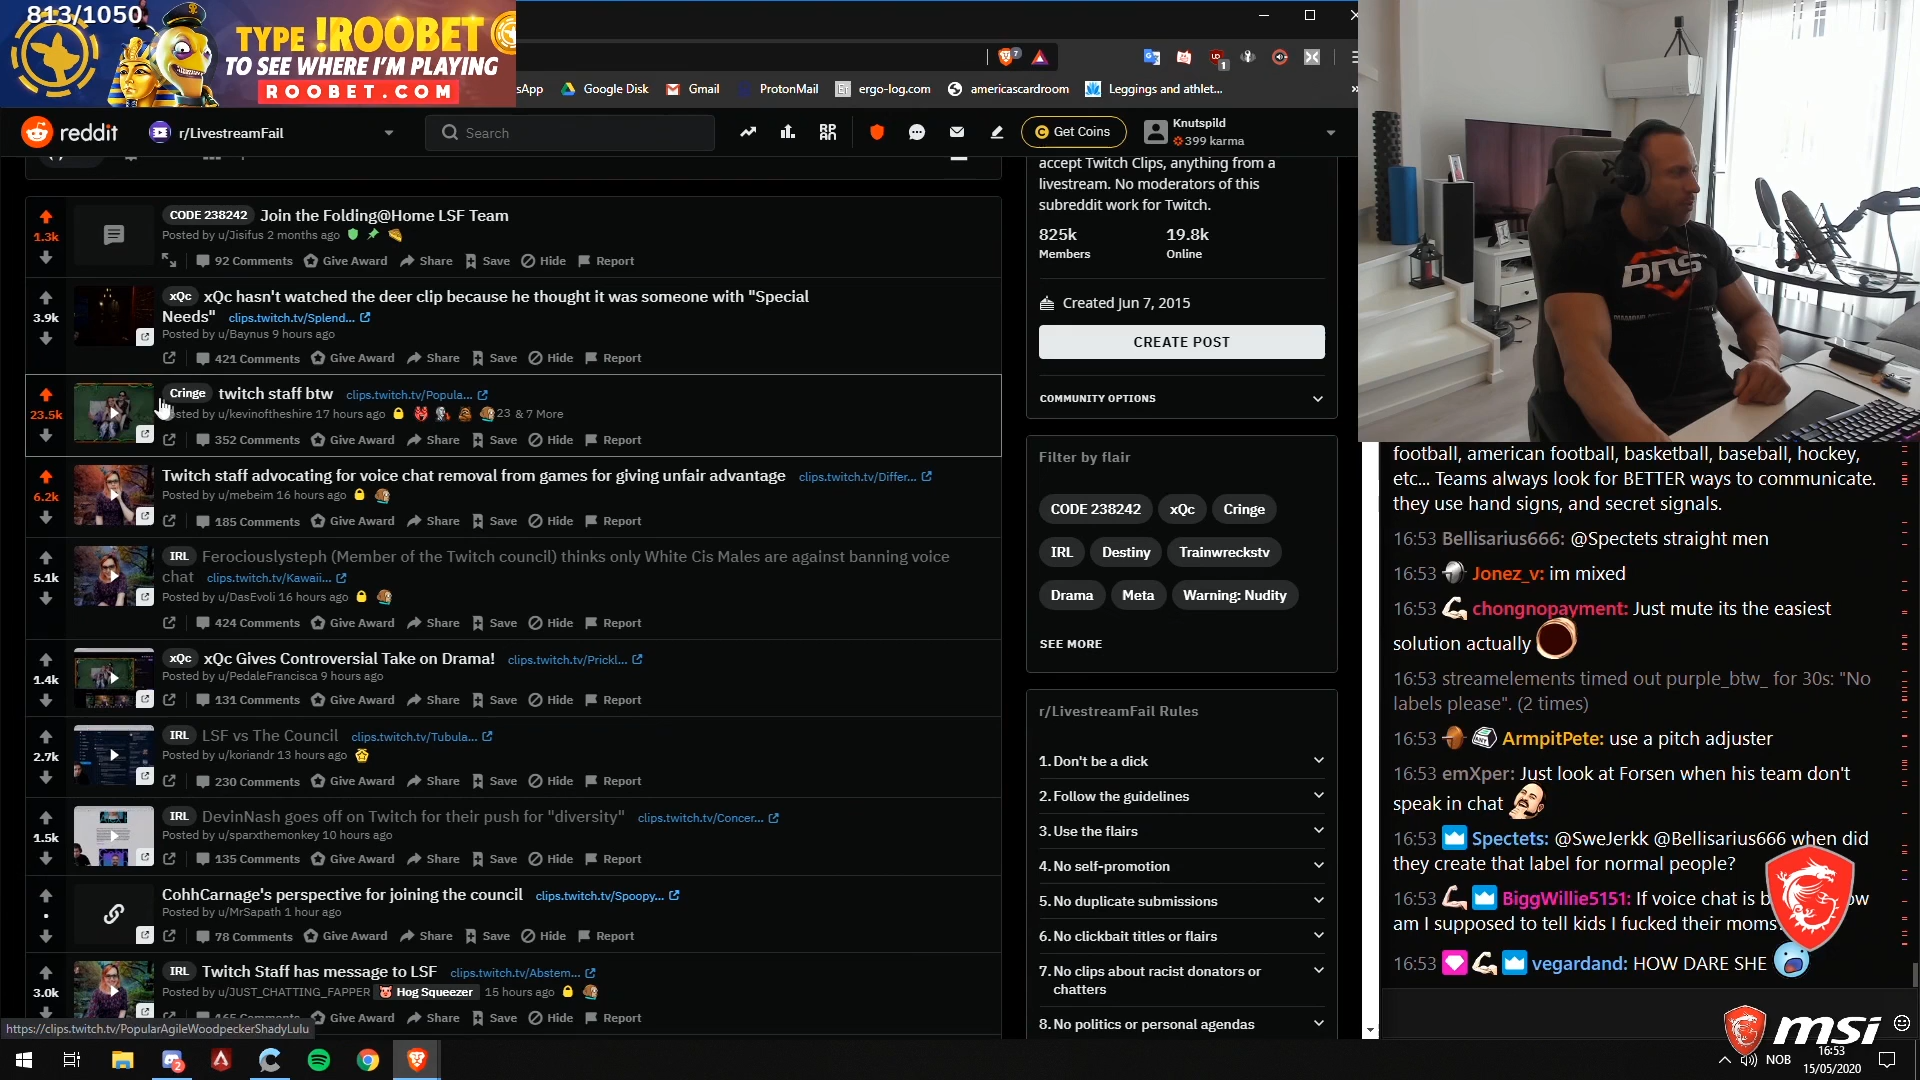 813/1050
TYPE !ROOBET
TO SEE WHERE I'M PLAYING
ROOBET.COM
7
1
sApp
Google Disk
Gmail
ProtonMail
ergo-log.com
americascardroom
Leggings and athlet...
»
reddit
r/LivestreamFail
Search
Get Coins
Knutspild
399 karma
CODE 238242 Join the Folding@Home LSF Team
1.3k
Posted by u/Jisifus 2 months ago
92 Comments Give Award Share Save Hide Report
xQc xQc hasn't watched the deer clip because he thought it was someone with "Special
Needs" clips.twitch.tv/Splend...
3.9k
Posted by u/Baynus 9 hours ago
421 Comments Give Award Share Save Hide Report
Cringe twitch staff btw clips.twitch.tv/Popula...
23.5k
osted by u/kevinoftheshire 17 hours ago 23 & 7 More
352 Comments Give Award Share Save Hide Report
Twitch staff advocating for voice chat removal from games for giving unfair advantage clips.twitch.tv/Differ...
6.2k
Posted by u/mebeim 16 hours ago
185 Comments Give Award Share Save Hide Report
IRL Ferociouslysteph (Member of the Twitch council) thinks only White Cis Males are against banning voice
chat clips.twitch.tv/Kawaii...
5.1k
Posted by u/DasEvoli 16 hours ago
424 Comments Give Award Share Save Hide Report
xQc xQc Gives Controversial Take on Drama! clips.twitch.tv/Prickl...
1.4k
Posted by u/PedaleFrancisca 9 hours ago
131 Comments Give Award Share Save Hide Report
IRL LSF vs The Council clips.twitch.tv/Tubula...
2.7k
Posted by u/koriandr 13 hours ago
230 Comments Give Award Share Save Hide Report
IRL DevinNash goes off on Twitch for their push for "diversity" clips.twitch.tv/Concer...
1.5k
Posted by u/sparxthemonkey 10 hours ago
135 Comments Give Award Share Save Hide Report
CohhCarnage's perspective for joining the council clips.twitch.tv/Spoopy...
•
Posted by u/MrSapath 1 hour ago
78 Comments Give Award Share Save Hide Report
IRL Twitch Staff has message to LSF clips.twitch.tv/Abstem...
3.0k
Posted by u/JUST_CHATTING_FAPPER Hog Squeezer 15 hours ago
165 Comments Give Award Share Save Hide Report
https://clips.twitch.tv/PopularAgileWoodpeckerShadyLulu
accept Twitch Clips, anything from a
livestream. No moderators of this
subreddit work for Twitch.
825k 19.8k
Members Online
Created Jun 7, 2015
CREATE POST
COMMUNITY OPTIONS
Filter by flair
CODE 238242 xQc Cringe
IRL Destiny Trainwreckstv
Drama Meta Warning: Nudity
SEE MORE
r/LivestreamFail Rules
1. Don't be a dick
2. Follow the guidelines
3. Use the flairs
4. No self-promotion
5. No duplicate submissions
6. No clickbait titles or flairs
7. No clips about racist donators or
chatters
8. No politics or personal agendas
DNS
football, american football, basketball, baseball, hockey,
etc... Teams always look for BETTER ways to communicate.
they use hand signs, and secret signals.
16:53 Bellisarius666: @Spectets straight men
16:53 Jonez_v: im mixed
16:53 chongnopayment: Just mute its the easiest
solution actually
16:53 streamelements timed out purple_btw_ for 30s: "No
labels please". (2 times)
16:53 ArmpitPete: use a pitch adjuster
16:53 emXper: Just look at Forsen when his team don't
speak in chat
16:53 Spectets: @SweJerkk @Bellisarius666 when did
they create that label for normal people?
16:53 BiggWillie5151: If voice chat is b ow
am I supposed to tell kids I fucked their moms
16:53 vegardand: HOW DARE SHE
msi
2
NOB
16:53
15/05/2020